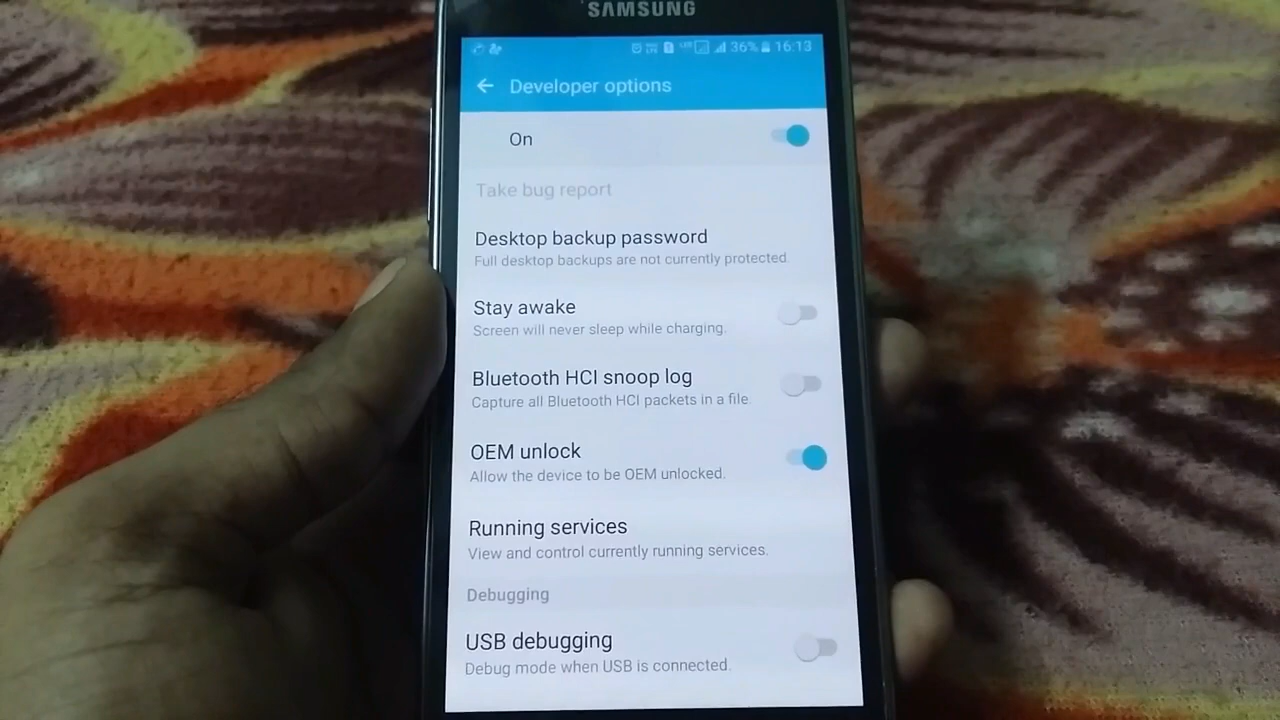 SAMSUNG
36% 16:13
Developer options
On
Take bug report
Desktop backup password
Full desktop backups are not currently protected.
Stay awake
Screen will never sleep while charging.
Bluetooth HCI snoop log
Capture all Bluetooth HCI packets in a file.
OEM unlock
Allow the device to be OEM unlocked.
Running services
View and control currently running services.
Debugging
USB debugging
Debug mode when USB is connected.